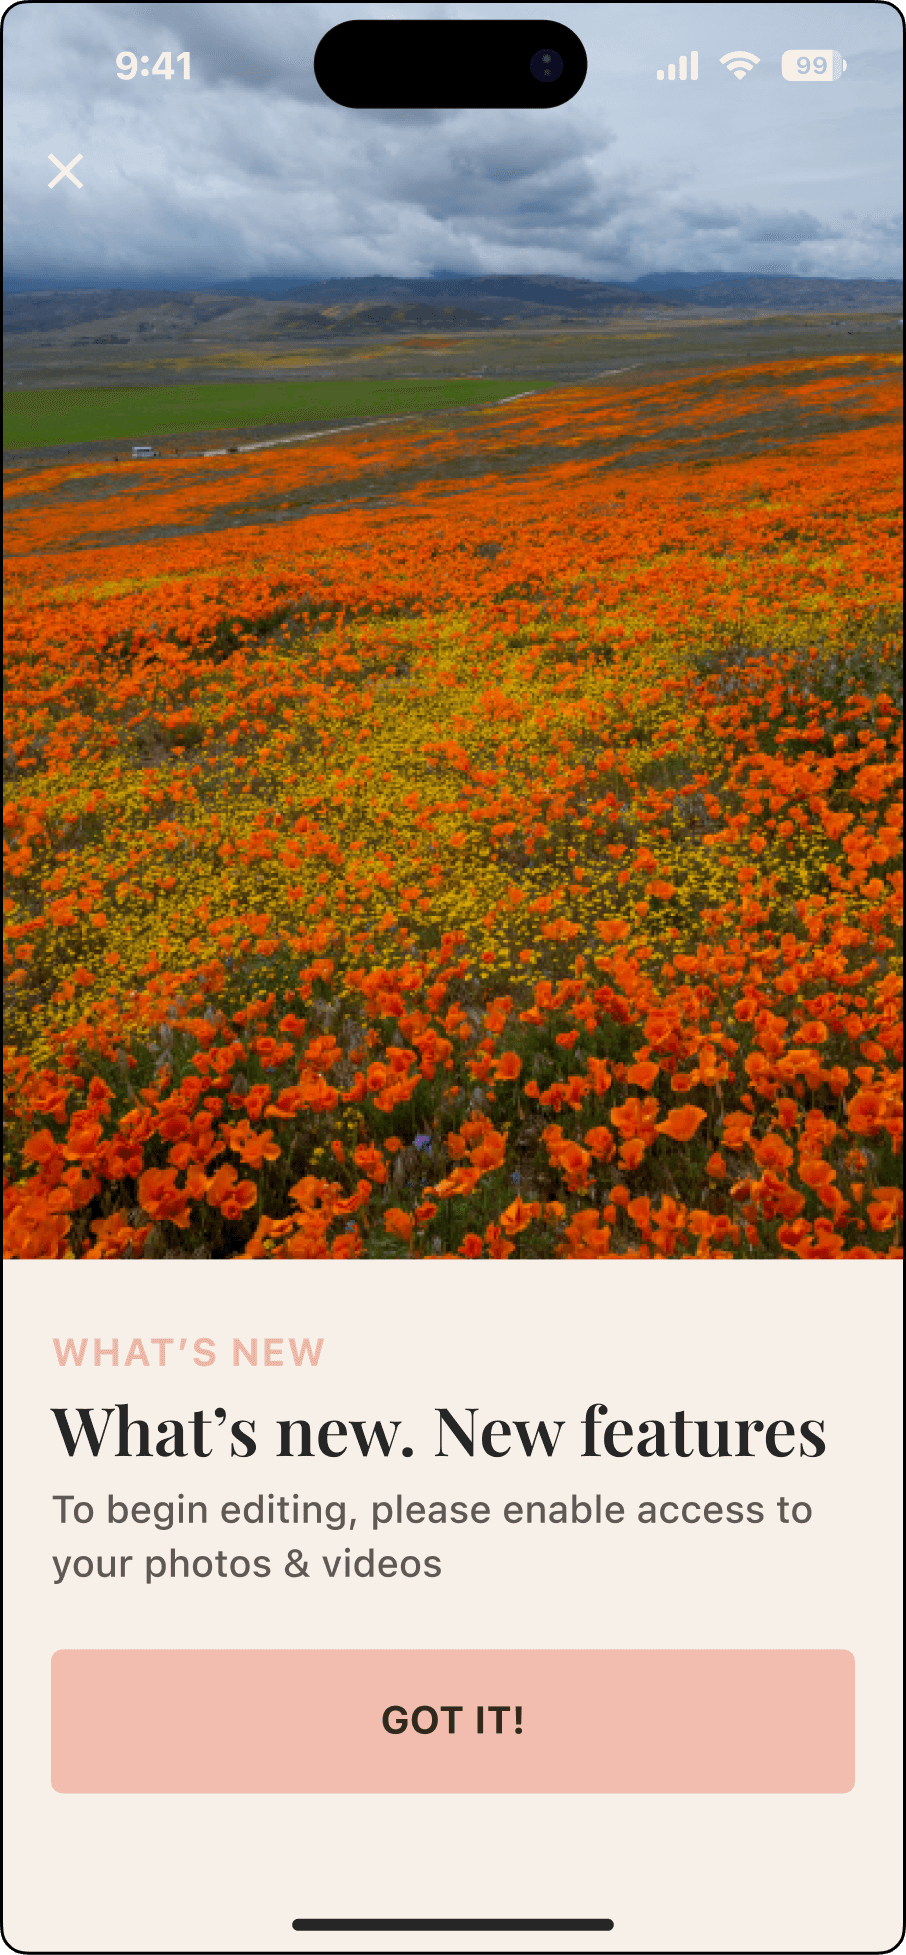 9:41
99
WHAT’S NEW
What’s new. New features
To begin editing, please enable access to
your photos & videos
GOT IT!